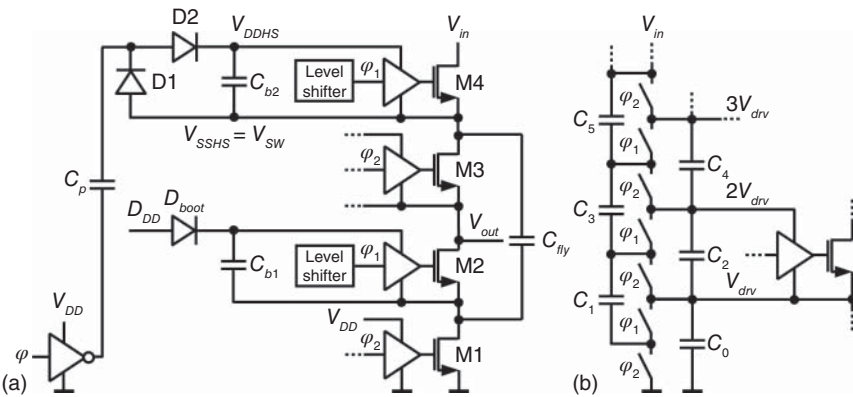 D2
V_DDHS
V_in
D1
C_b2
Level shifter
φ_1
M4
V_SSHS = V_SW
φ_2
M3
C_p
D_DD
D_boot
V_out
C_fly
C_b1
Level shifter
φ_1
M2
V_DD
V_DD
φ_2
M1
φ
(a)
V_in
φ_2
3V_drv
C_5
φ_1
C_4
φ_2
2V_drv
C_3
φ_1
C_2
φ_2
V_drv
C_1
φ_1
C_0
φ_2
(b)